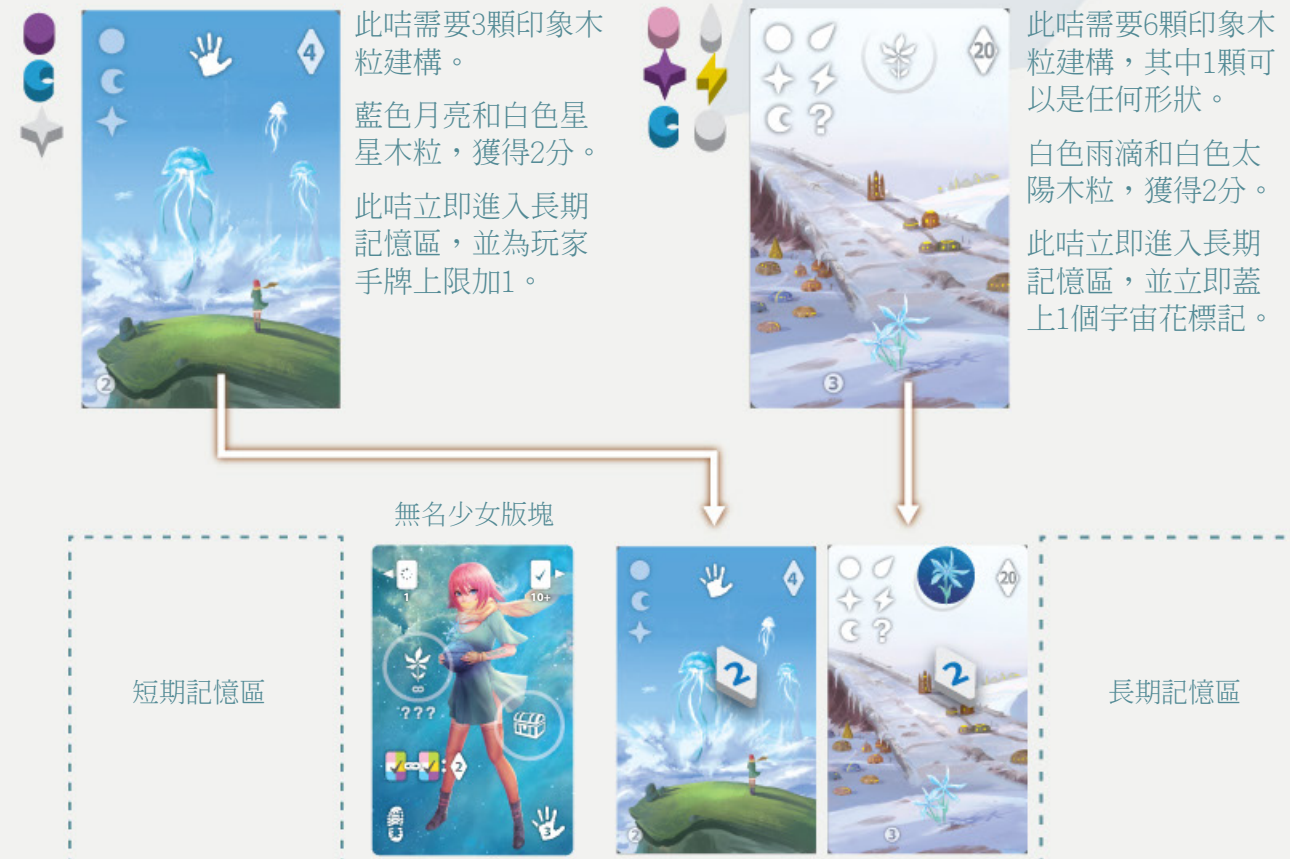 4
此咭需要3顆印象木
粒建構。
藍色月亮和白色星
星木粒，獲得2分。
此咭立即進入長期
記憶區，並為玩家
手牌上限加1。
2
?
20
此咭需要6顆印象木
粒建構，其中1顆可
以是任何形狀。
白色雨滴和白色太
陽木粒，獲得2分。
此咭立即進入長期
記憶區，並立即蓋
上1個宇宙花標記。
3
無名少女版塊
短期記憶區
1
10+
∞
???
2
3
4
2
2
?
20
2
3
長期記憶區